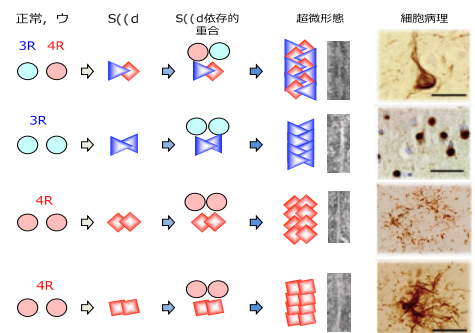 正常,ウ
S((d
S((d依存的
重合
超微形態
細胞病理
3R 4R
3R
4R
4R